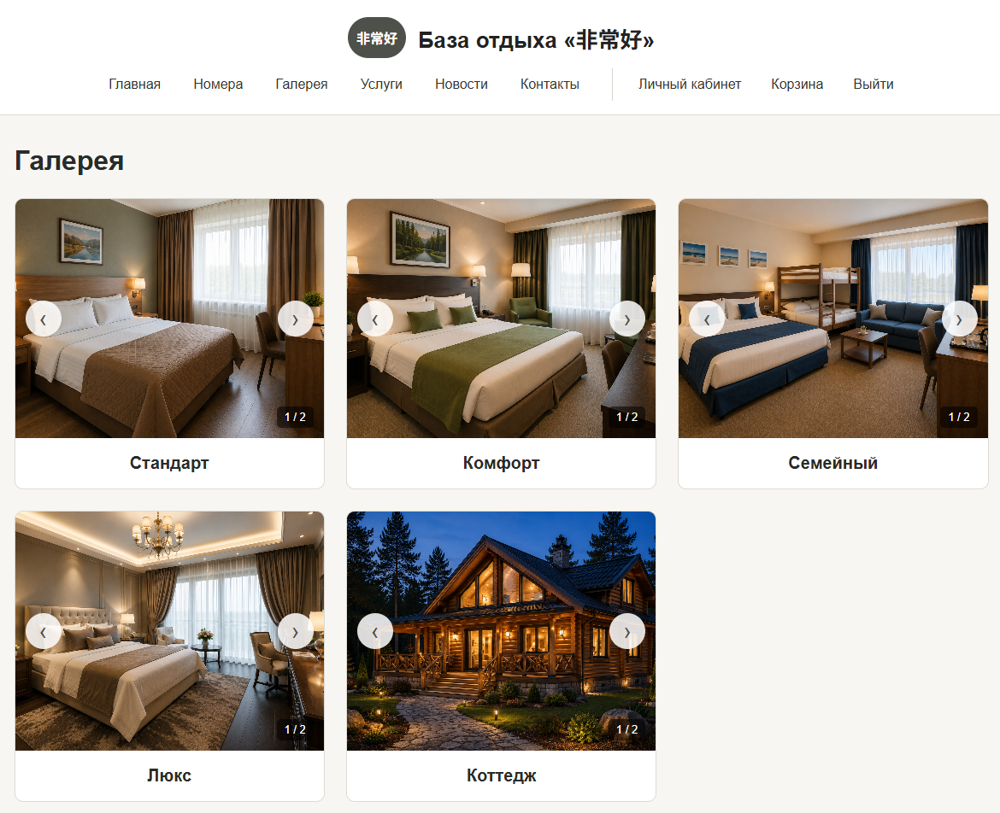 非常好
База отдыха «非常好»
Главная Номера Галерея Услуги Новости Контакты Личный кабинет Корзина Выйти
Галерея
‹ › ‹ › ‹ ›
1 / 2 1 / 2 1 / 2
Стандарт Комфорт Семейный
‹ › ‹ ›
1 / 2 1 / 2
Люкс Коттедж